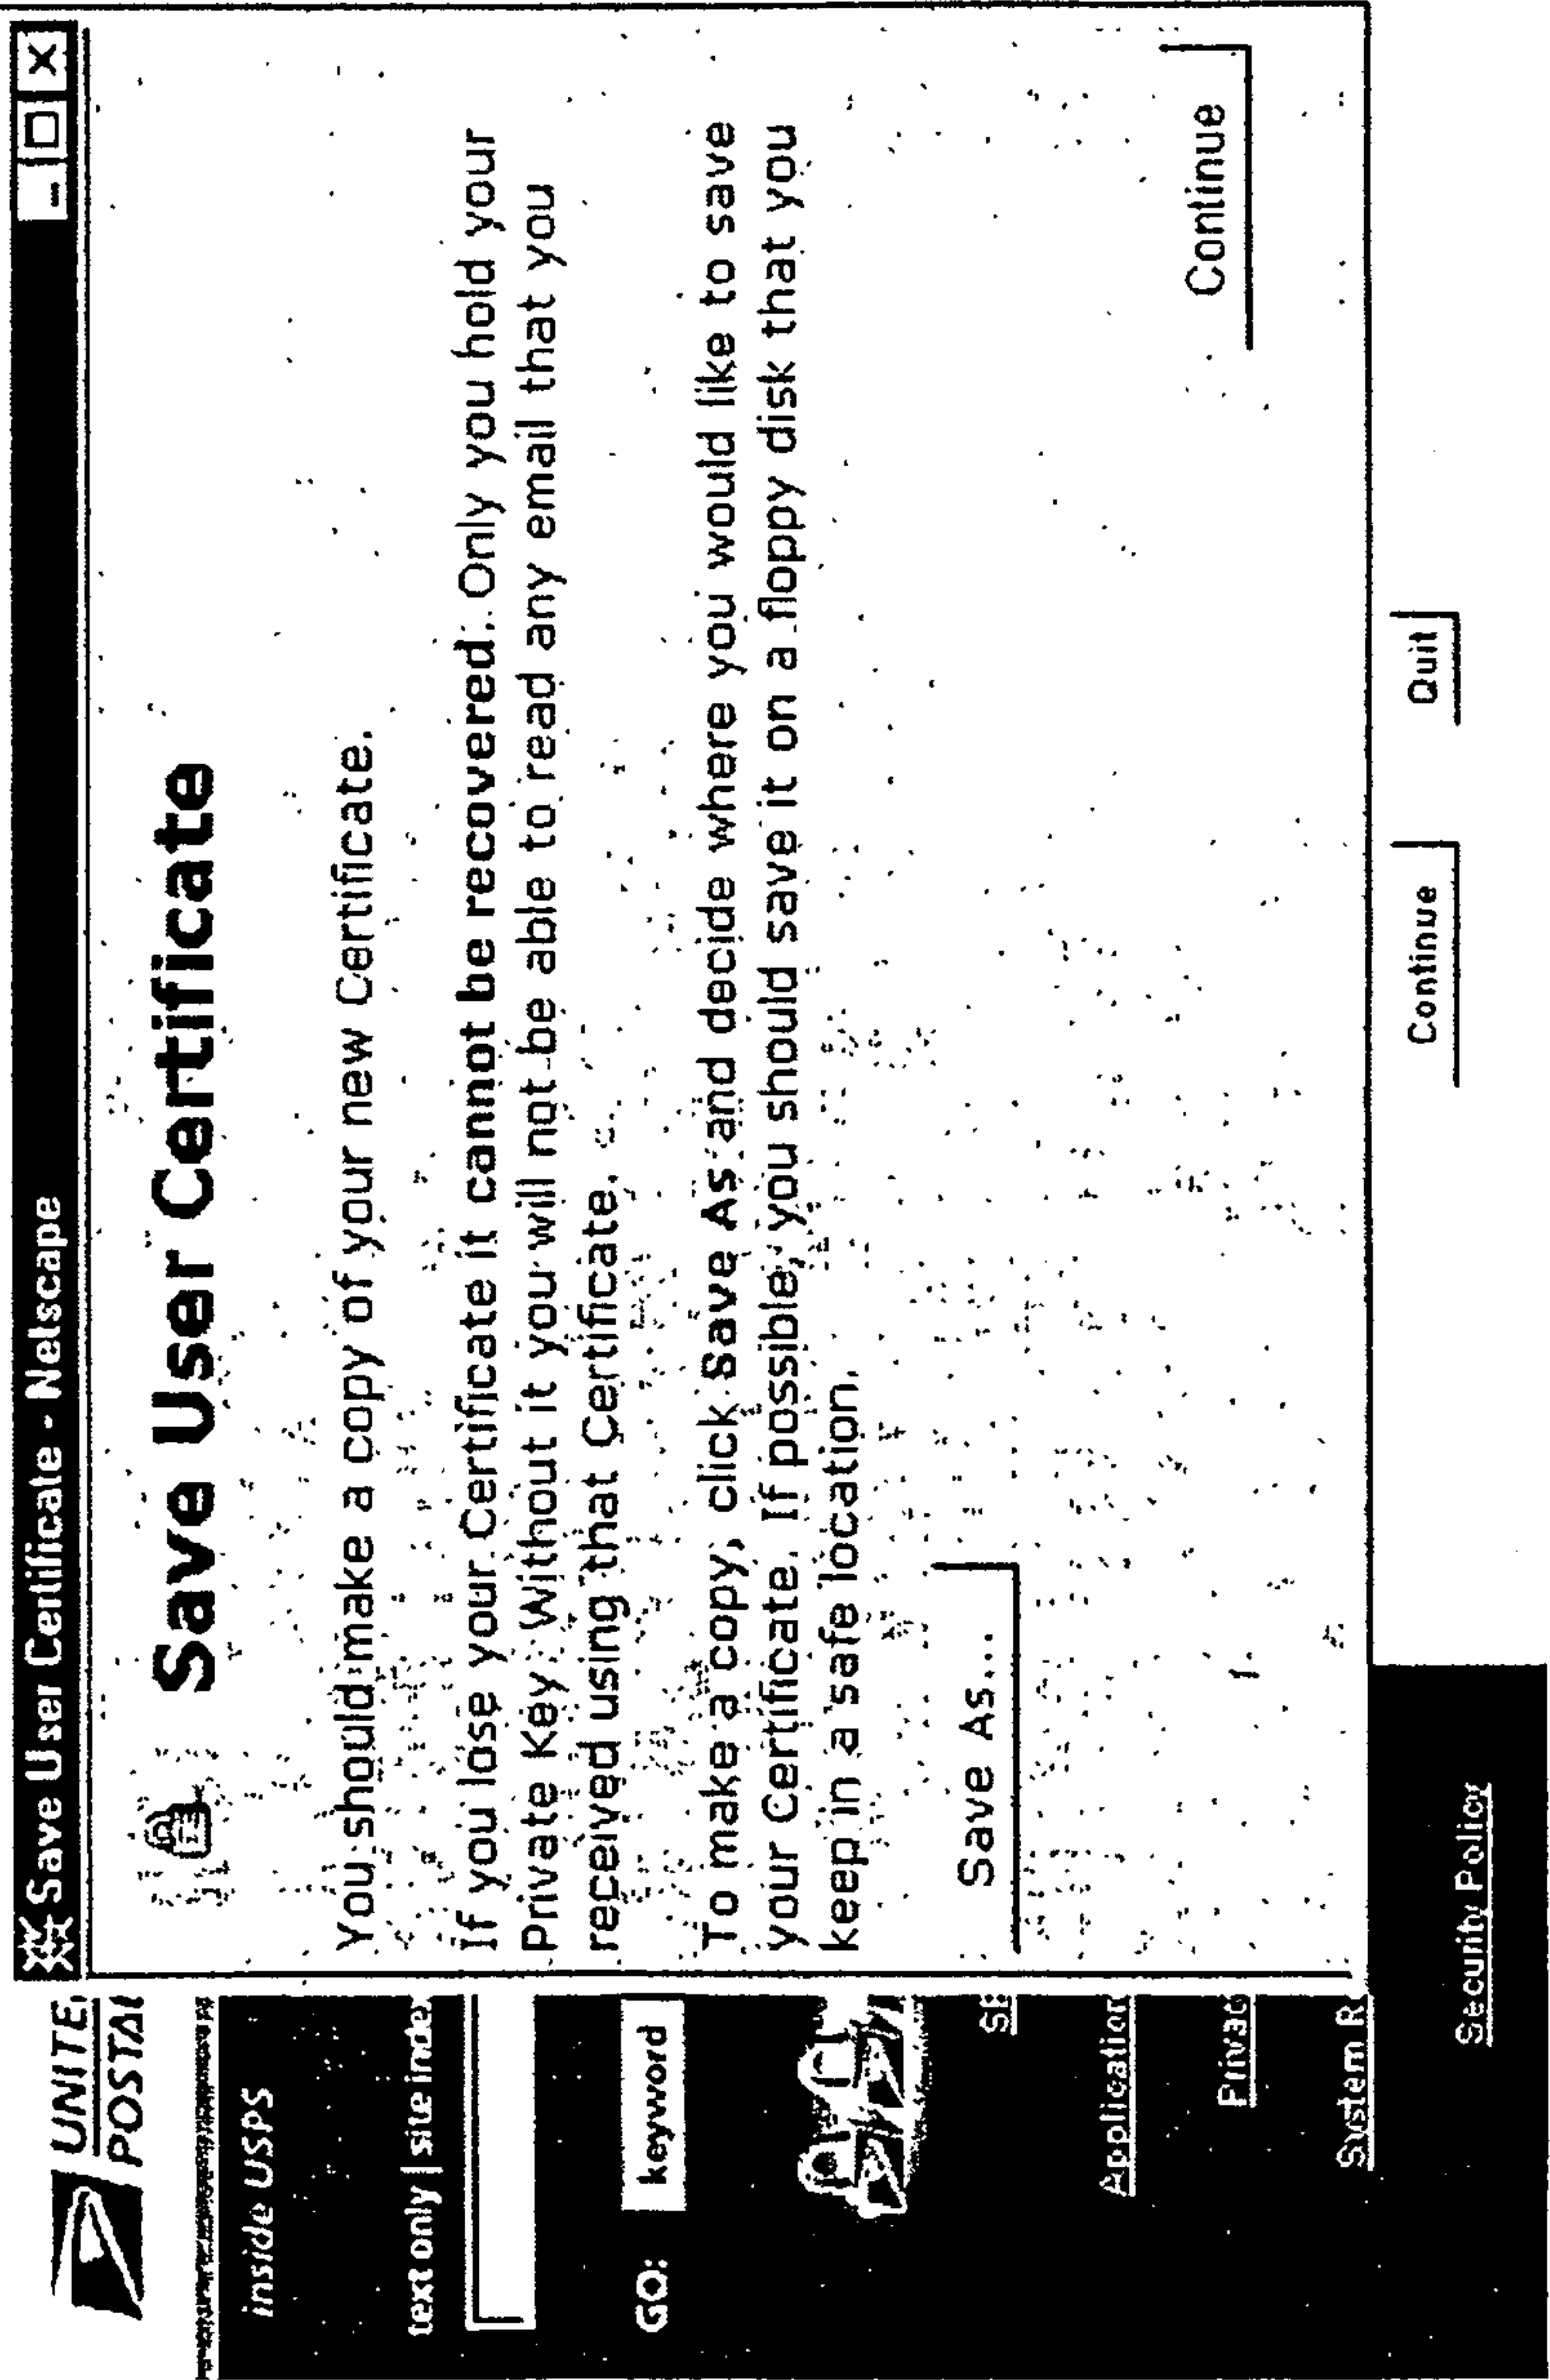 UNITE
POSTAL
inside USPS
text only | site index
GO: keyword
Application
Privac
System R
Security Policy
Save User Certificate - Netscape
Save User Certificate
You should make a copy of your new Certificate.
If you lose your Certificate it cannot be recovered. Only you hold your
Private Key. Without it you will not be able to read any email that you
received using that Certificate.
To make a copy, click Save As and decide where you would like to save
your Certificate. If possible, you should save it on a floppy disk that you
keep in a safe location.
Save As...
Continue
Continue
Quit